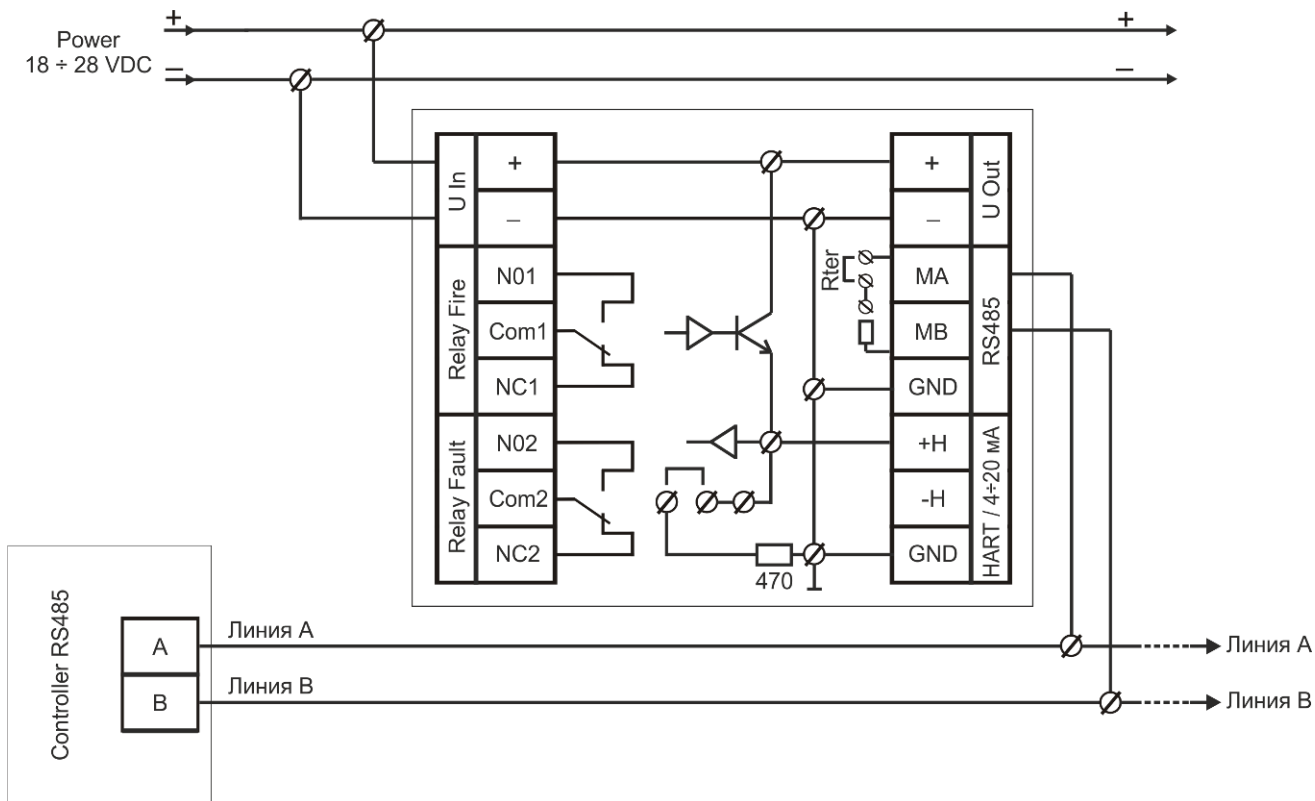 +
+
Power
18 ÷ 28 VDC
–
–
U In
+
–
Relay Fire
N01
Com1
NC1
Relay Fault
N02
Com2
NC2
Rter
470
+
–
U Out
MA
MB
GND
RS485
+H
-H
GND
HART / 4÷20 мА
Controller RS485
A
B
Линия А
Линия А
Линия В
Линия В